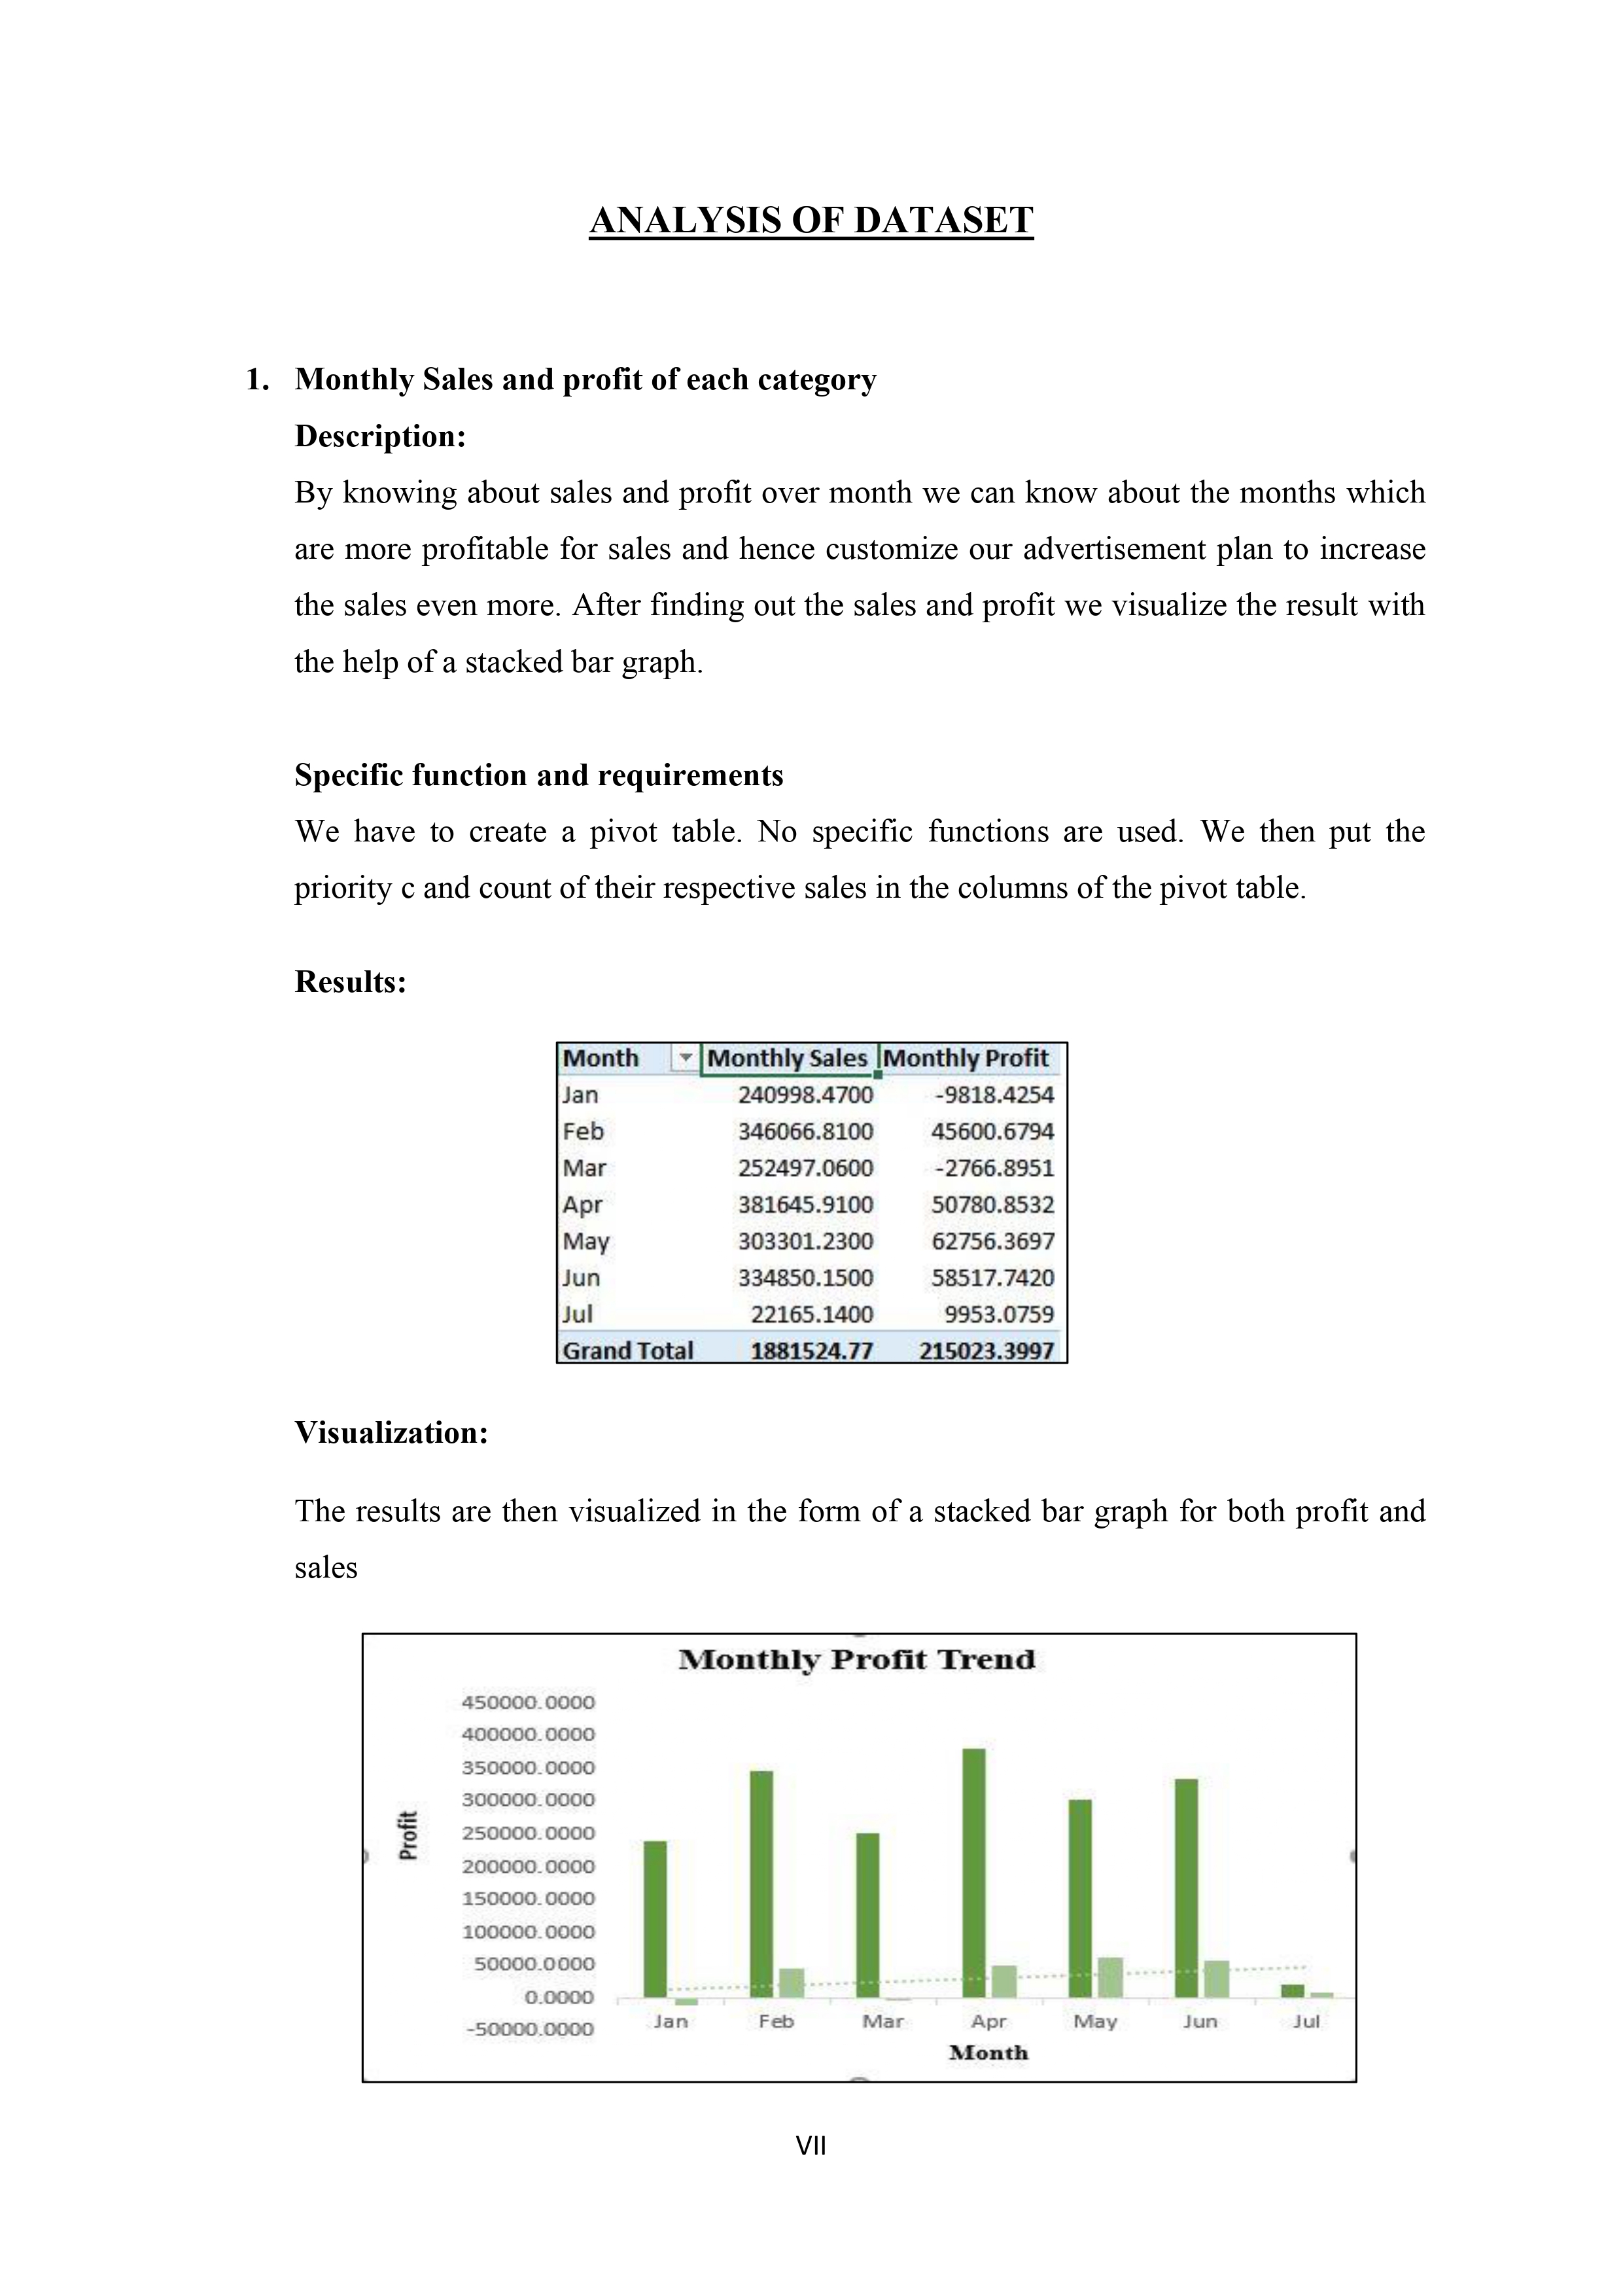 ANALYSIS OF DATASET
1. Monthly Sales and profit of each category
Description:
By knowing about sales and profit over month we can know about the months which
are more profitable for sales and hence customize our advertisement plan to increase
the sales even more. After finding out the sales and profit we visualize the result with
the help of a stacked bar graph.
Specific function and requirements
We have to create a pivot table. No specific functions are used. We then put the
priority c and count of their respective sales in the columns of the pivot table.
Results:
Month Monthly Sales Monthly Profit
Jan 240998.4700 -9818.4254
Feb 346066.8100 45600.6794
Mar 252497.0600 -2766.8951
Apr 381645.9100 50780.8532
May 303301.2300 62756.3697
Jun 334850.1500 58517.7420
Jul 22165.1400 9953.0759
Grand Total 1881524.77 215023.3997
Visualization:
The results are then visualized in the form of a stacked bar graph for both profit and
sales
Monthly Profit Trend
450000.0000
400000.0000
350000.0000
300000.0000
250000.0000
200000.0000
150000.0000
100000.0000
50000.0000
0.0000
-50000.0000
Profit
Jan Feb Mar Apr May Jun Jul
Month
VII